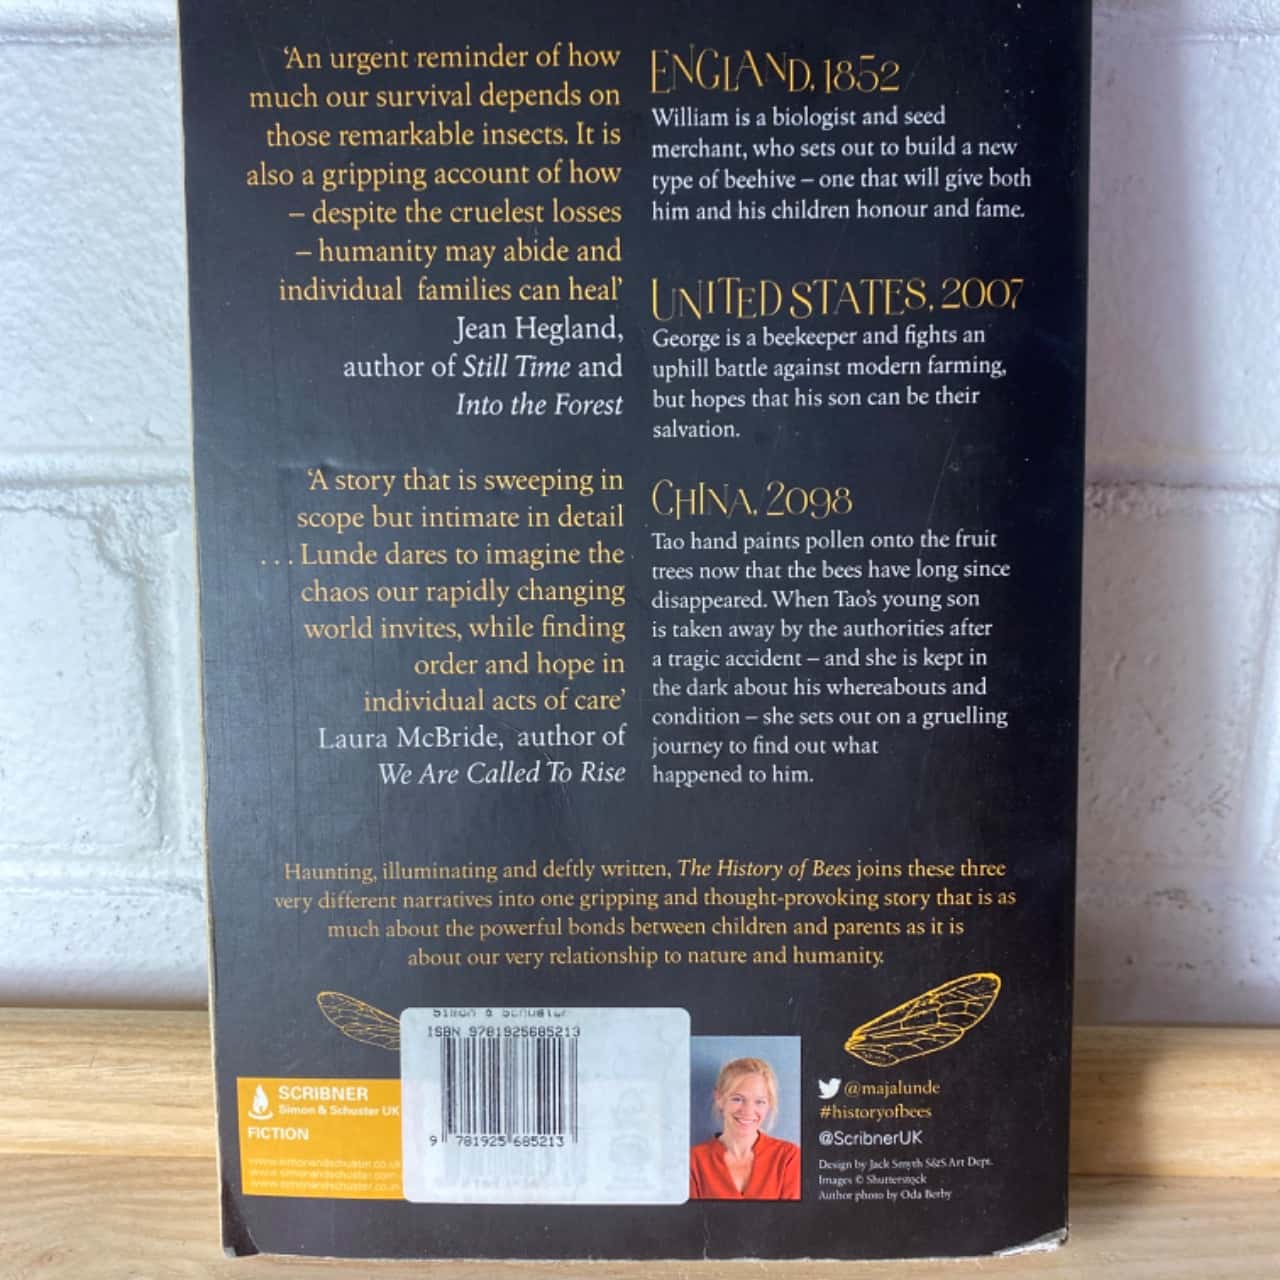 ‘An urgent reminder of how
much our survival depends on
those remarkable insects. It is
also a gripping account of how
– despite the cruelest losses
– humanity may abide and
individual families can heal’
Jean Hegland,
author of Still Time and
Into the Forest
‘A story that is sweeping in
scope but intimate in detail
. . . Lunde dares to imagine the
chaos our rapidly changing
world invites, while finding
order and hope in
individual acts of care’
Laura McBride, author of
We Are Called To Rise
ENGLAND, 1852
William is a biologist and seed
merchant, who sets out to build a new
type of beehive – one that will give both
him and his children honour and fame.
UNITED STATES, 2007
George is a beekeeper and fights an
uphill battle against modern farming,
but hopes that his son can be their
salvation.
CHINA, 2098
Tao hand paints pollen onto the fruit
trees now that the bees have long since
disappeared. When Tao’s young son
is taken away by the authorities after
a tragic accident – and she is kept in
the dark about his whereabouts and
condition – she sets out on a gruelling
journey to find out what
happened to him.
Haunting, illuminating and deftly written, The History of Bees joins these three
very different narratives into one gripping and thought-provoking story that is as
much about the powerful bonds between children and parents as it is
about our very relationship to nature and humanity.
SCRIBNER
Simon & Schuster UK
FICTION
www.simonandschuster.co.uk
www.simonandschuster.com
www.simonandschuster.co.in
Simon & Schuster
ISBN 9781925685213
9 781925 685213
@majalunde
#historyofbees
@ScribnerUK
Design by Jack Smyth S&S Art Dept.
Images © Shutterstock
Author photo by Oda Berby